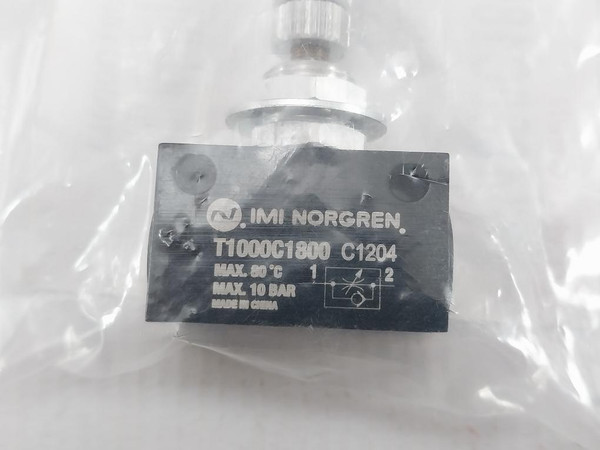 IMI NORGREN.
T1000C1800 C1204
MAX. 80 °C 1 2
MAX. 10 BAR
MADE IN CHINA